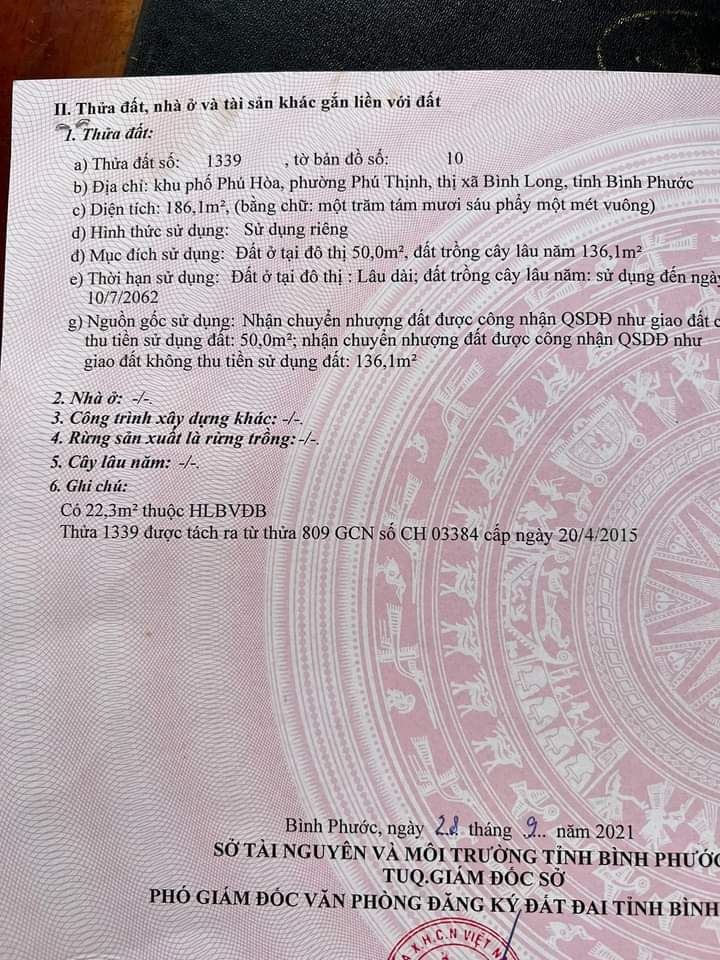 II. Thửa đất, nhà ở và tài sản khác gắn liền với đất
1. Thửa đất:
a) Thửa đất số: 1339 , tờ bản đồ số: 10
b) Địa chỉ: khu phố Phú Hòa, phường Phú Thịnh, thị xã Bình Long, tỉnh Bình Phước
c) Diện tích: 186,1m², (bằng chữ: một trăm tám mươi sáu phẩy một mét vuông)
d) Hình thức sử dụng: Sử dụng riêng
đ) Mục đích sử dụng: Đất ở tại đô thị 50,0m², đất trồng cây lâu năm 136,1m²
e) Thời hạn sử dụng: Đất ở tại đô thị : Lâu dài; đất trồng cây lâu năm: sử dụng đến ngày
10/7/2062
g) Nguồn gốc sử dụng: Nhận chuyển nhượng đất được công nhận QSDĐ như giao đất c
thu tiền sử dụng đất: 50,0m²; nhận chuyển nhượng đất được công nhận QSDĐ như
giao đất không thu tiền sử dụng đất: 136,1m²
2. Nhà ở: -/-.
3. Công trình xây dựng khác: -/-.
4. Rừng sản xuất là rừng trồng: -/-.
5. Cây lâu năm: -/-.
6. Ghi chú:
Có 22,3m² thuộc HLBVĐB
Thửa 1339 được tách ra từ thửa 809 GCN số CH 03384 cấp ngày 20/4/2015
Bình Phước, ngày 28 tháng 9 năm 2021
SỞ TÀI NGUYÊN VÀ MÔI TRƯỜNG TỈNH BÌNH PHƯỚC
TUQ.GIÁM ĐỐC SỞ
PHÓ GIÁM ĐỐC VĂN PHÒNG ĐĂNG KÝ ĐẤT ĐAI TỈNH BÌNH
X.H.C.N VIỆT N